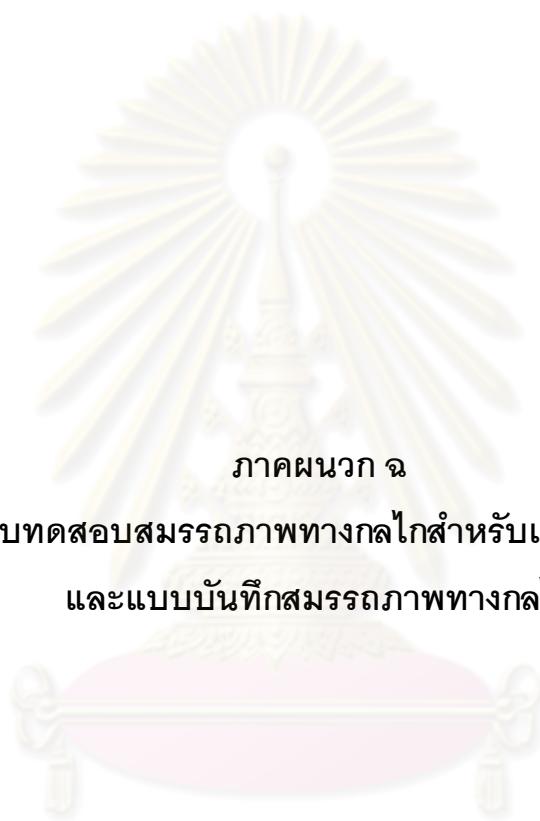 ภาคผนวก ฉ
บทดสอบสมรรถภาพทางกลไกสำหรับเ
และแบบบันทึกสมรรถภาพทางกล